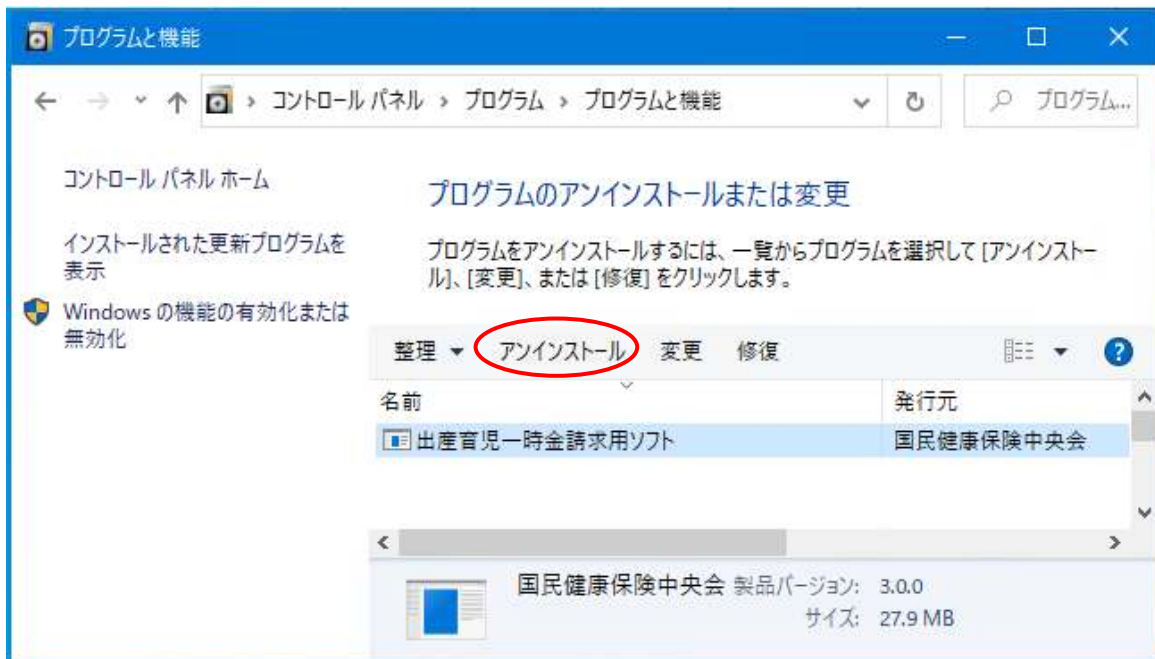 プログラムと機能
コントロール パネル › プログラム › プログラムと機能
プログラム...
コントロール パネル ホーム
インストールされた更新プログラムを
表示
Windows の機能の有効化または
無効化
プログラムのアンインストールまたは変更
プログラムをアンインストールするには、一覧からプログラムを選択して [アンインストー
ル]、[変更]、または [修復] をクリックします。
整理 アンインストール 変更 修復
名前 発行元
出産育児一時金請求用ソフト 国民健康保険中央会
国民健康保険中央会 製品バージョン: 3.0.0
サイズ: 27.9 MB